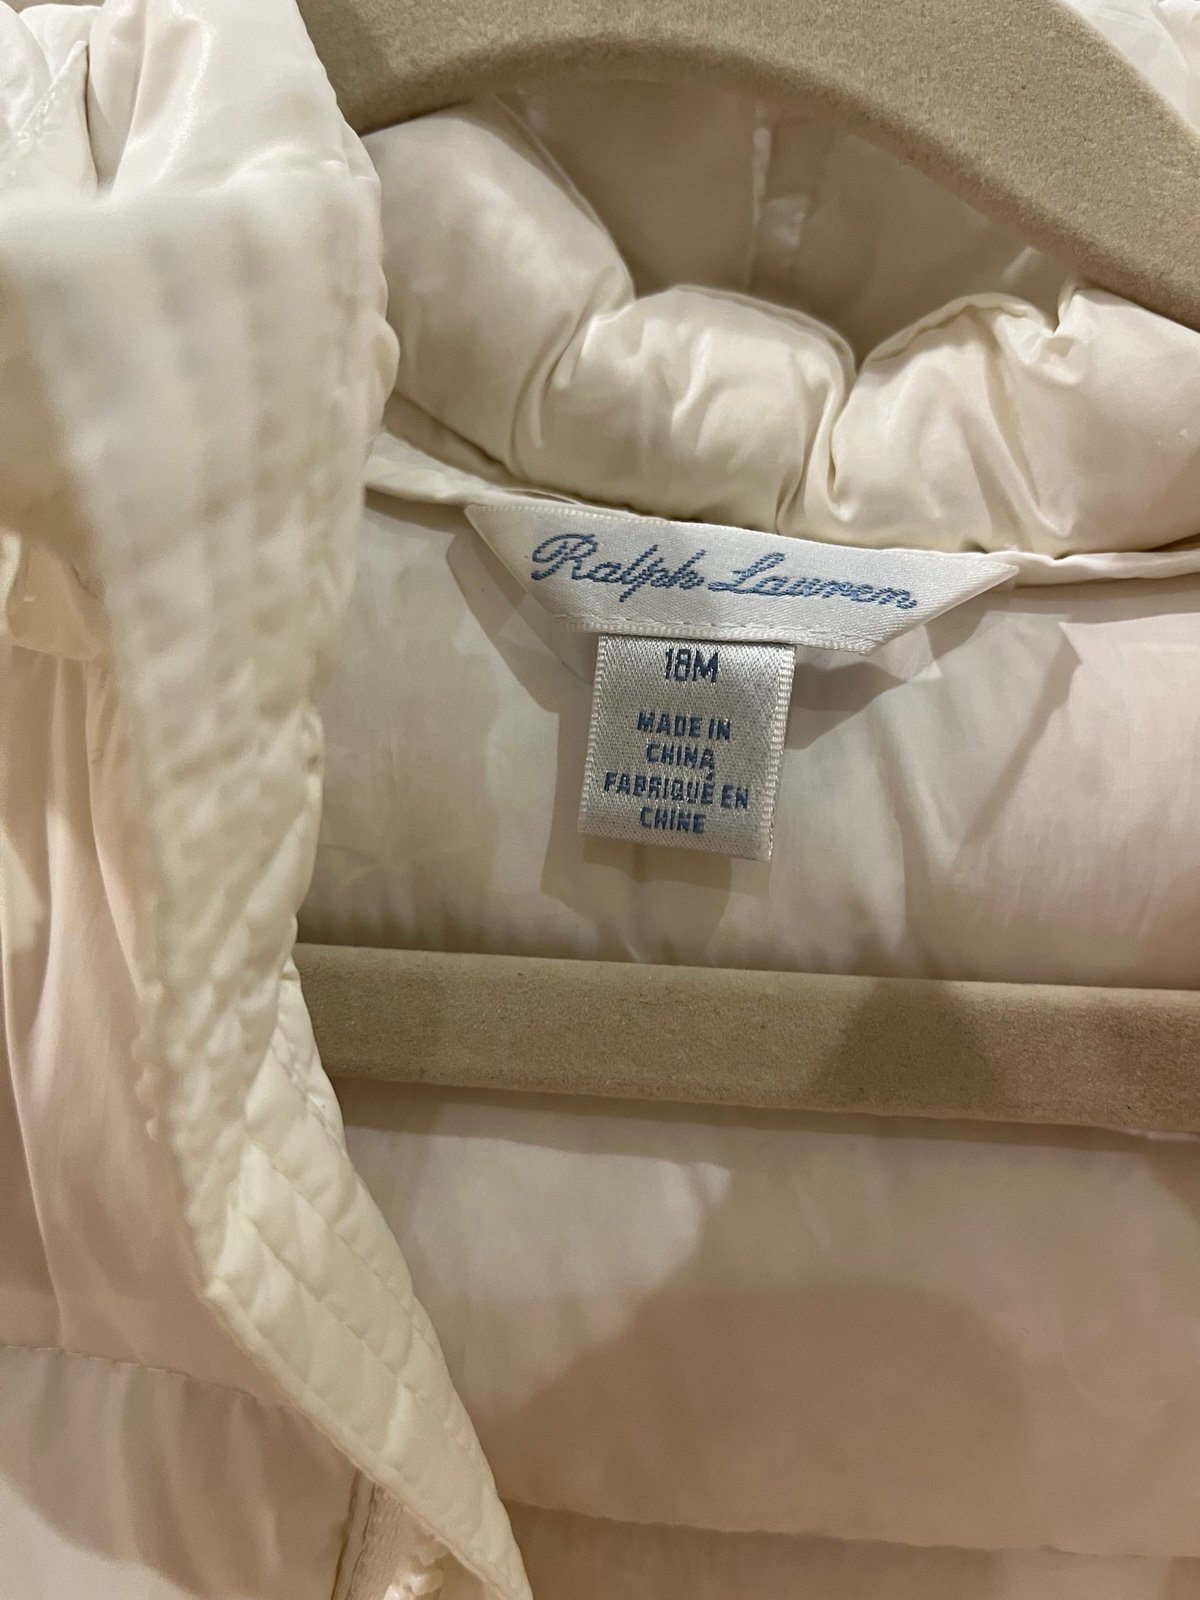 Ralph Lauren
18M
MADE IN
CHINA
FABRIQUÉ EN
CHINE